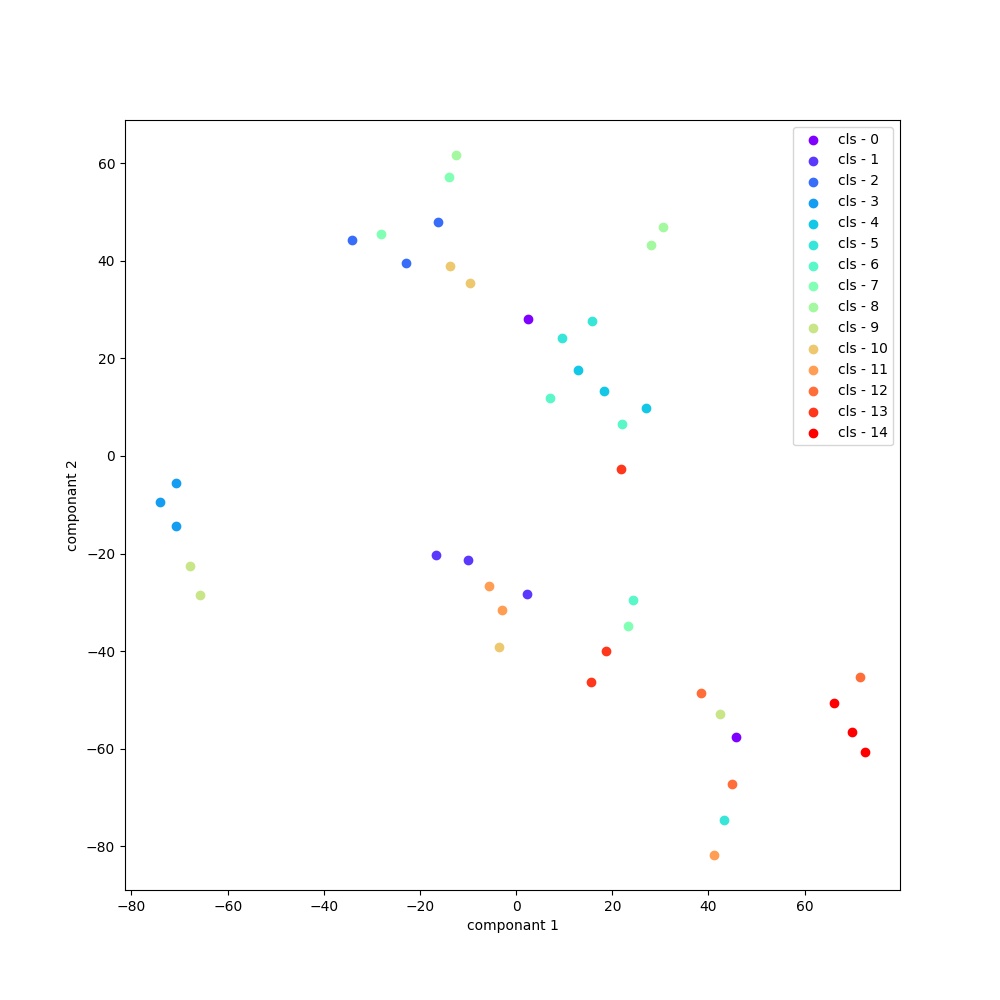 cls - 0
cls - 1
cls - 2
cls - 3
cls - 4
cls - 5
cls - 6
cls - 7
cls - 8
cls - 9
cls - 10
cls - 11
cls - 12
cls - 13
cls - 14
60
40
20
0
−20
−40
−60
−80
componant 2
−80 −60 −40 −20 0 20 40 60
componant 1